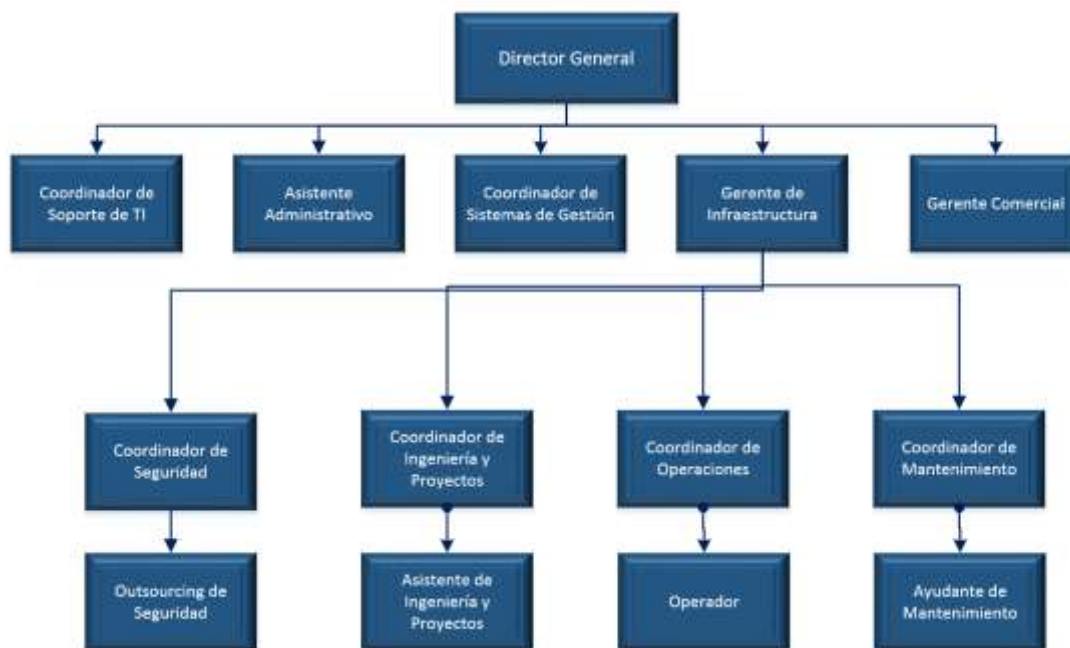 Director General
Coordinador de
Soporte de TI
Asistente
Administrativo
Coordinador de
Sistemas de Gestión
Gerente de
Infraestructura
Gerente Comercial
Coordinador de
Seguridad
Coordinador de
Ingeniería y
Proyectos
Coordinador de
Operaciones
Coordinador de
Mantenimiento
Outsourcing de
Seguridad
Asistente de
Ingeniería y
Proyectos
Operador
Ayudante de
Mantenimiento